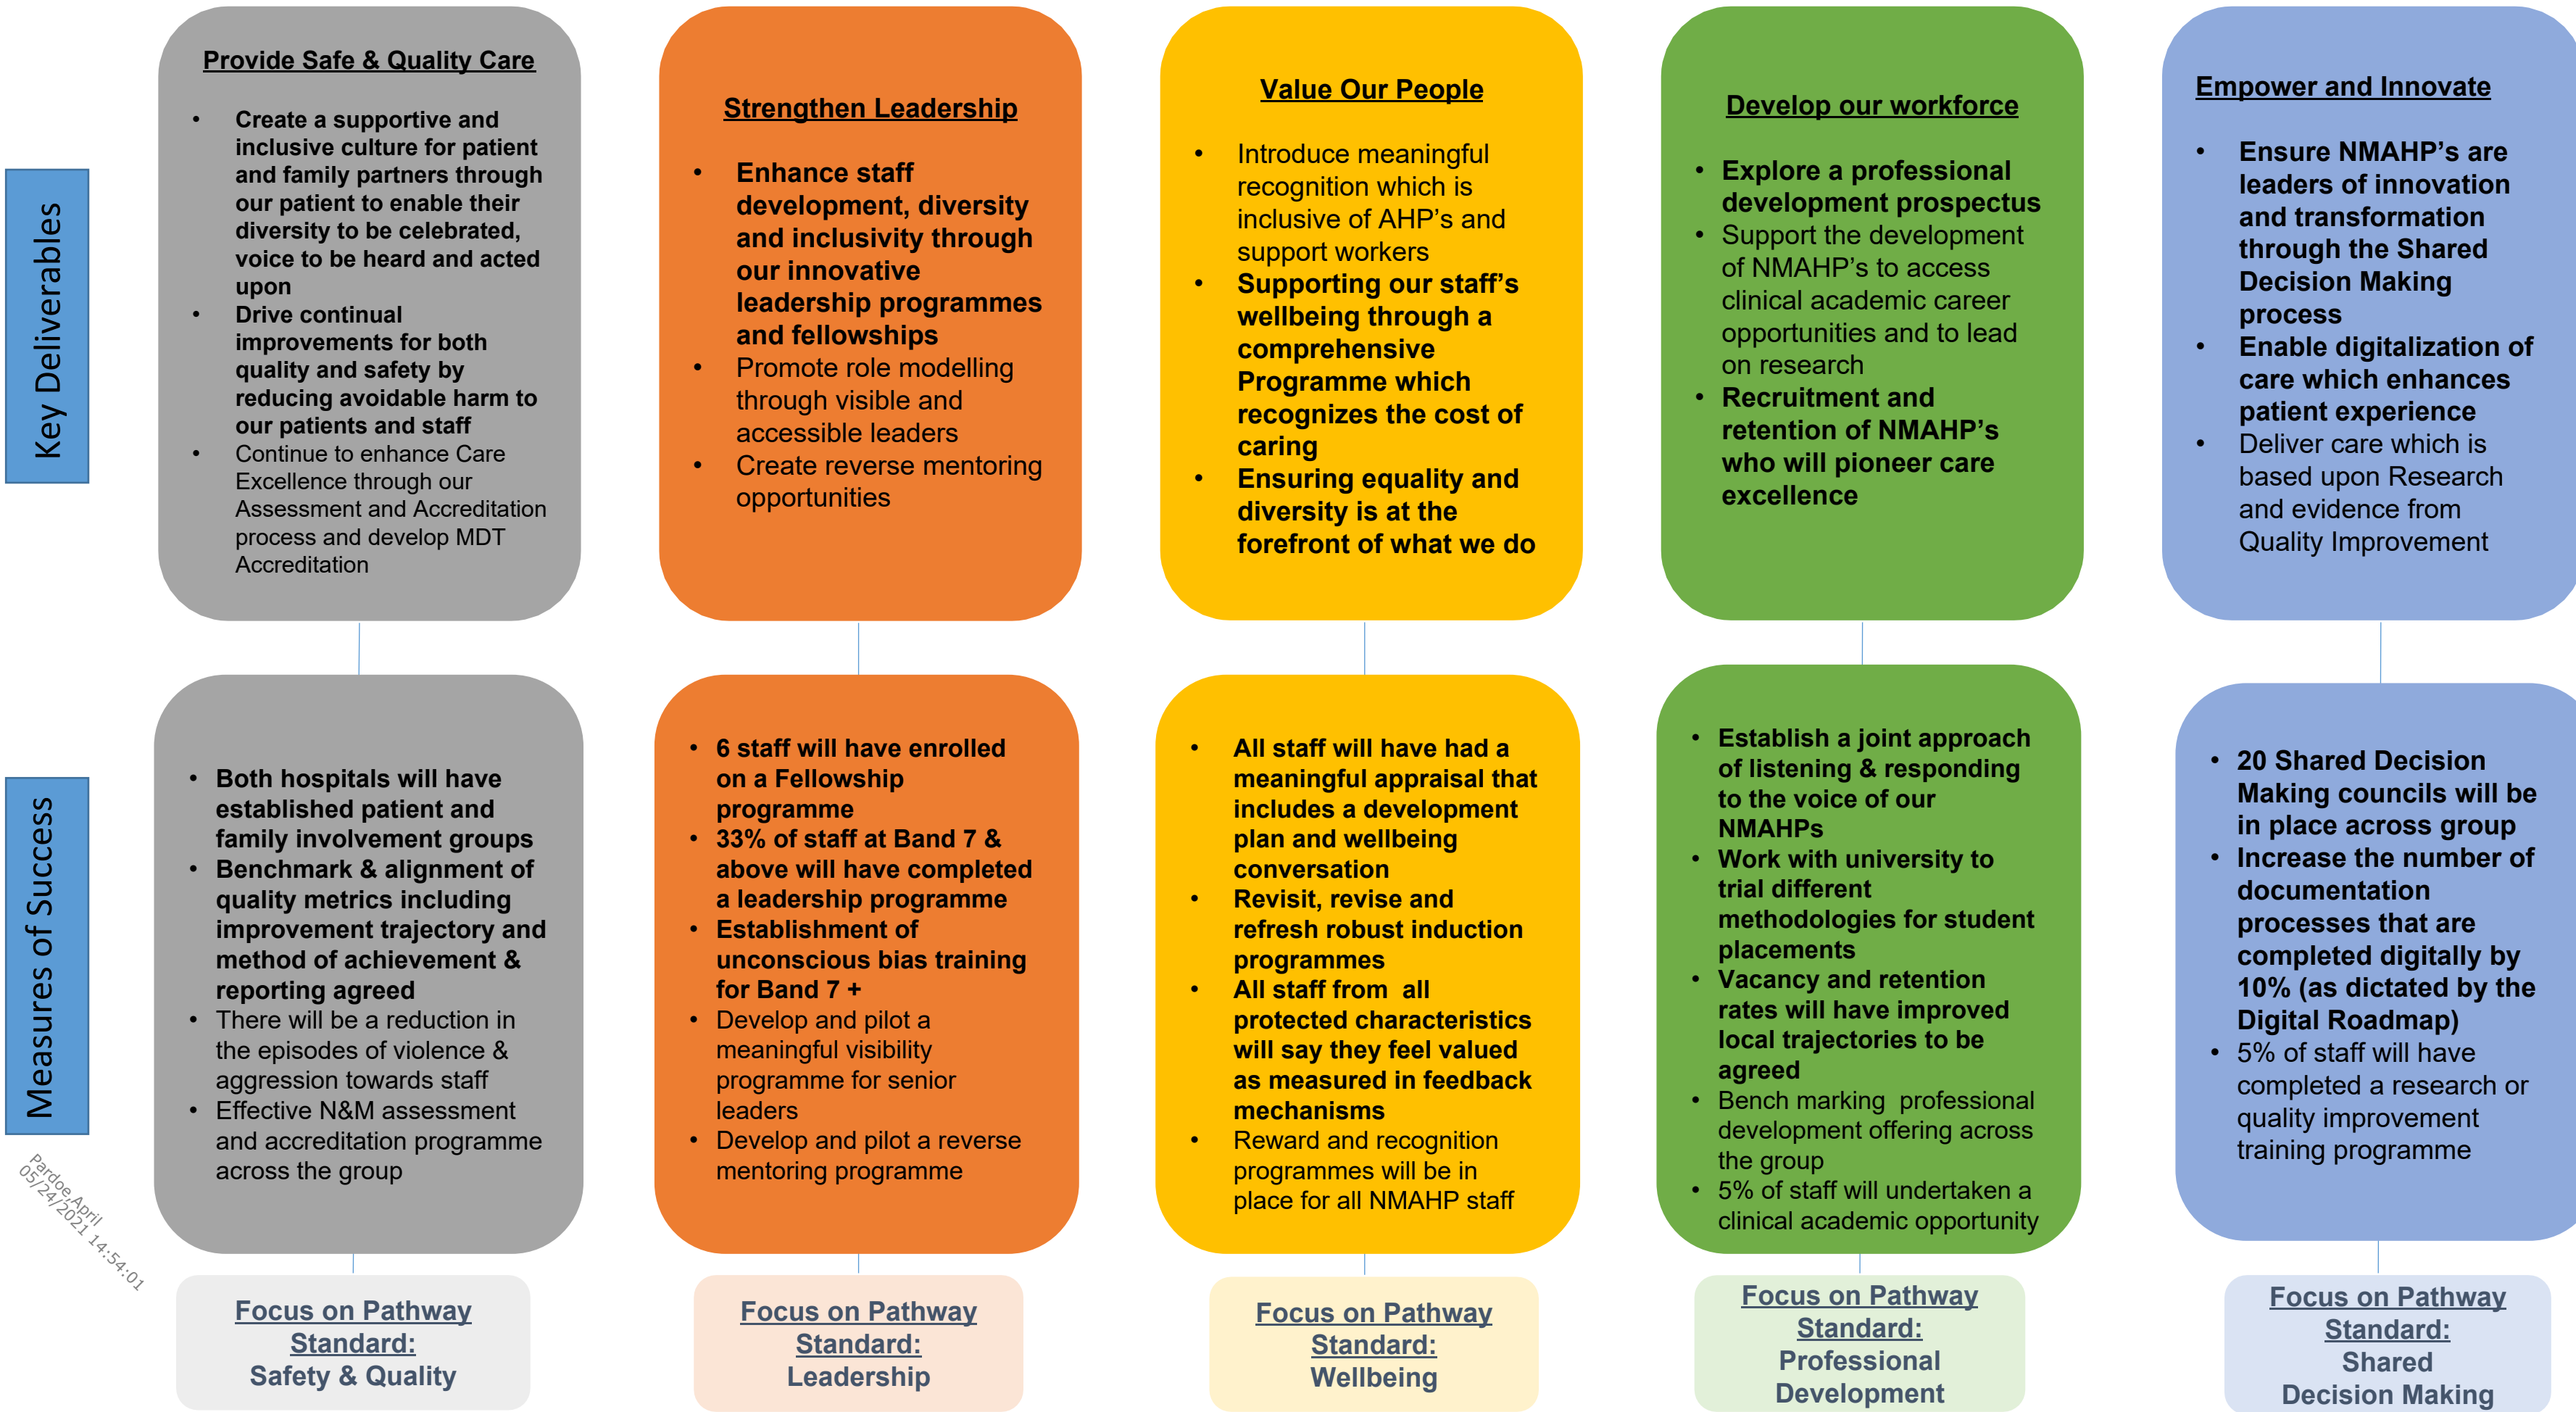 Key Deliverables
Provide Safe & Quality Care
• Create a supportive and
inclusive culture for patient
and family partners through
our patient to enable their
diversity to be celebrated,
voice to be heard and acted
upon
• Drive continual
improvements for both
quality and safety by
reducing avoidable harm to
our patients and staff
• Continue to enhance Care
Excellence through our
Assessment and Accreditation
process and develop MDT
Accreditation
Strengthen Leadership
• Enhance staff
development, diversity
and inclusivity through
our innovative
leadership programmes
and fellowships
• Promote role modelling
through visible and
accessible leaders
• Create reverse mentoring
opportunities
Value Our People
• Introduce meaningful
recognition which is
inclusive of AHP's and
support workers
• Supporting our staff's
wellbeing through a
comprehensive
Programme which
recognizes the cost of
caring
• Ensuring equality and
diversity is at the
forefront of what we do
Develop our workforce
• Explore a professional
development prospectus
• Support the development
of NMAHP's to access
clinical academic career
opportunities and to lead
on research
• Recruitment and
retention of NMAHP's
who will pioneer care
excellence
Empower and Innovate
• Ensure NMAHP's are
leaders of innovation
and transformation
through the Shared
Decision Making
process
• Enable digitalization of
care which enhances
patient experience
• Deliver care which is
based upon Research
and evidence from
Quality Improvement
Measures of Success
• Both hospitals will have
established patient and
family involvement groups
• Benchmark & alignment of
quality metrics including
improvement trajectory and
method of achievement &
reporting agreed
• There will be a reduction in
the episodes of violence &
aggression towards staff
• Effective N&M assessment
and accreditation programme
across the group
• 6 staff will have enrolled
on a Fellowship
programme
• 33% of staff at Band 7 &
above will have completed
a leadership programme
• Establishment of
unconscious bias training
for Band 7 +
• Develop and pilot a
meaningful visibility
programme for senior
leaders
• Develop and pilot a reverse
mentoring programme
• All staff will have had a
meaningful appraisal that
includes a development
plan and wellbeing
conversation
• Revisit, revise and
refresh robust induction
programmes
• All staff from all
protected characteristics
will say they feel valued
as measured in feedback
mechanisms
• Reward and recognition
programmes will be in
place for all NMAHP staff
• Establish a joint approach
of listening & responding
to the voice of our
NMAHPs
• Work with university to
trial different
methodologies for student
placements
• Vacancy and retention
rates will have improved
local trajectories to be
agreed
• Bench marking professional
development offering across
the group
• 5% of staff will undertaken a
clinical academic opportunity
• 20 Shared Decision
Making councils will be
in place across group
• Increase the number of
documentation
processes that are
completed digitally by
10% (as dictated by the
Digital Roadmap)
• 5% of staff will have
completed a research or
quality improvement
training programme
Pardoe,April
05/24/2021 14:54:01
Focus on Pathway
Standard:
Safety & Quality
Focus on Pathway
Standard:
Leadership
Focus on Pathway
Standard:
Wellbeing
Focus on Pathway
Standard:
Professional
Development
Focus on Pathway
Standard:
Shared
Decision Making